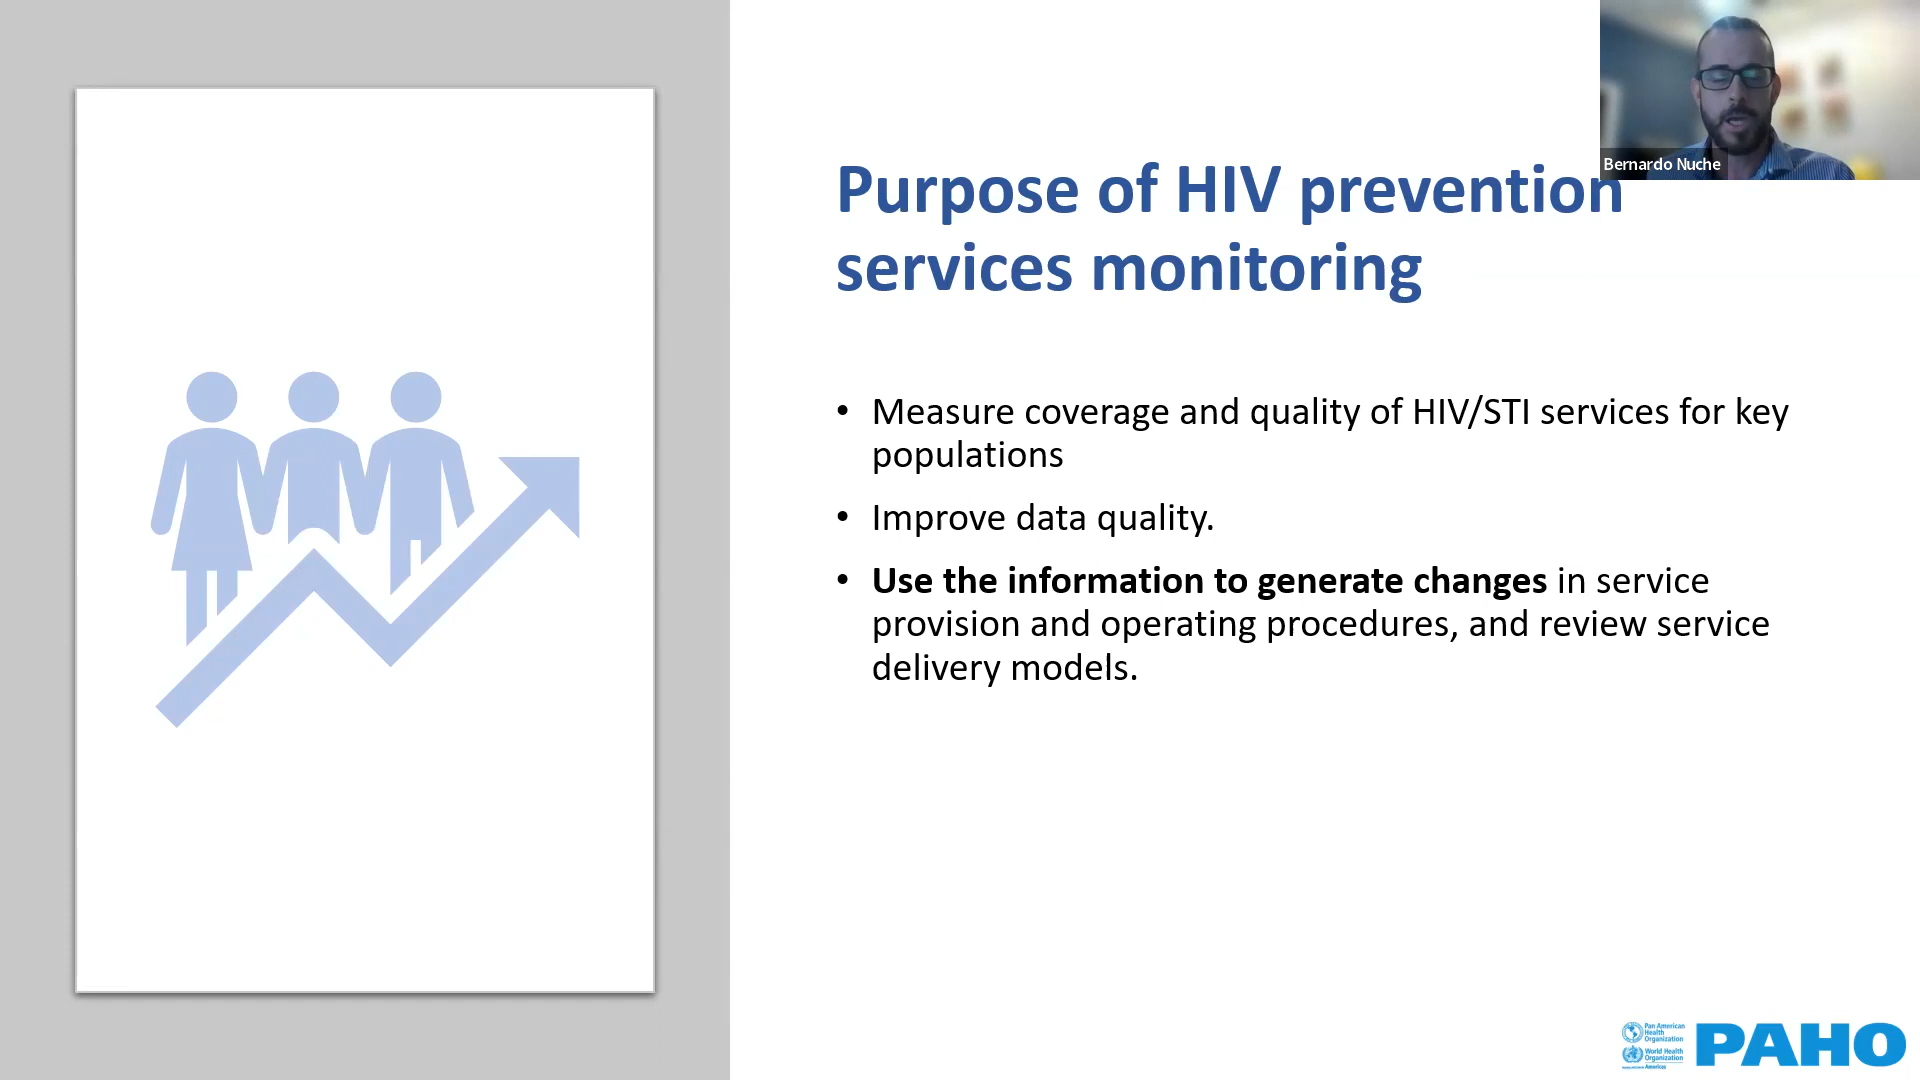 Bernardo Nuche
Purpose of HIV prevention
services monitoring
• Measure coverage and quality of HIV/STI services for key
populations
• Improve data quality.
• Use the information to generate changes in service
provision and operating procedures, and review service
delivery models.
Pan American
Health
Organization
World Health
Organization
Americas
PAHO